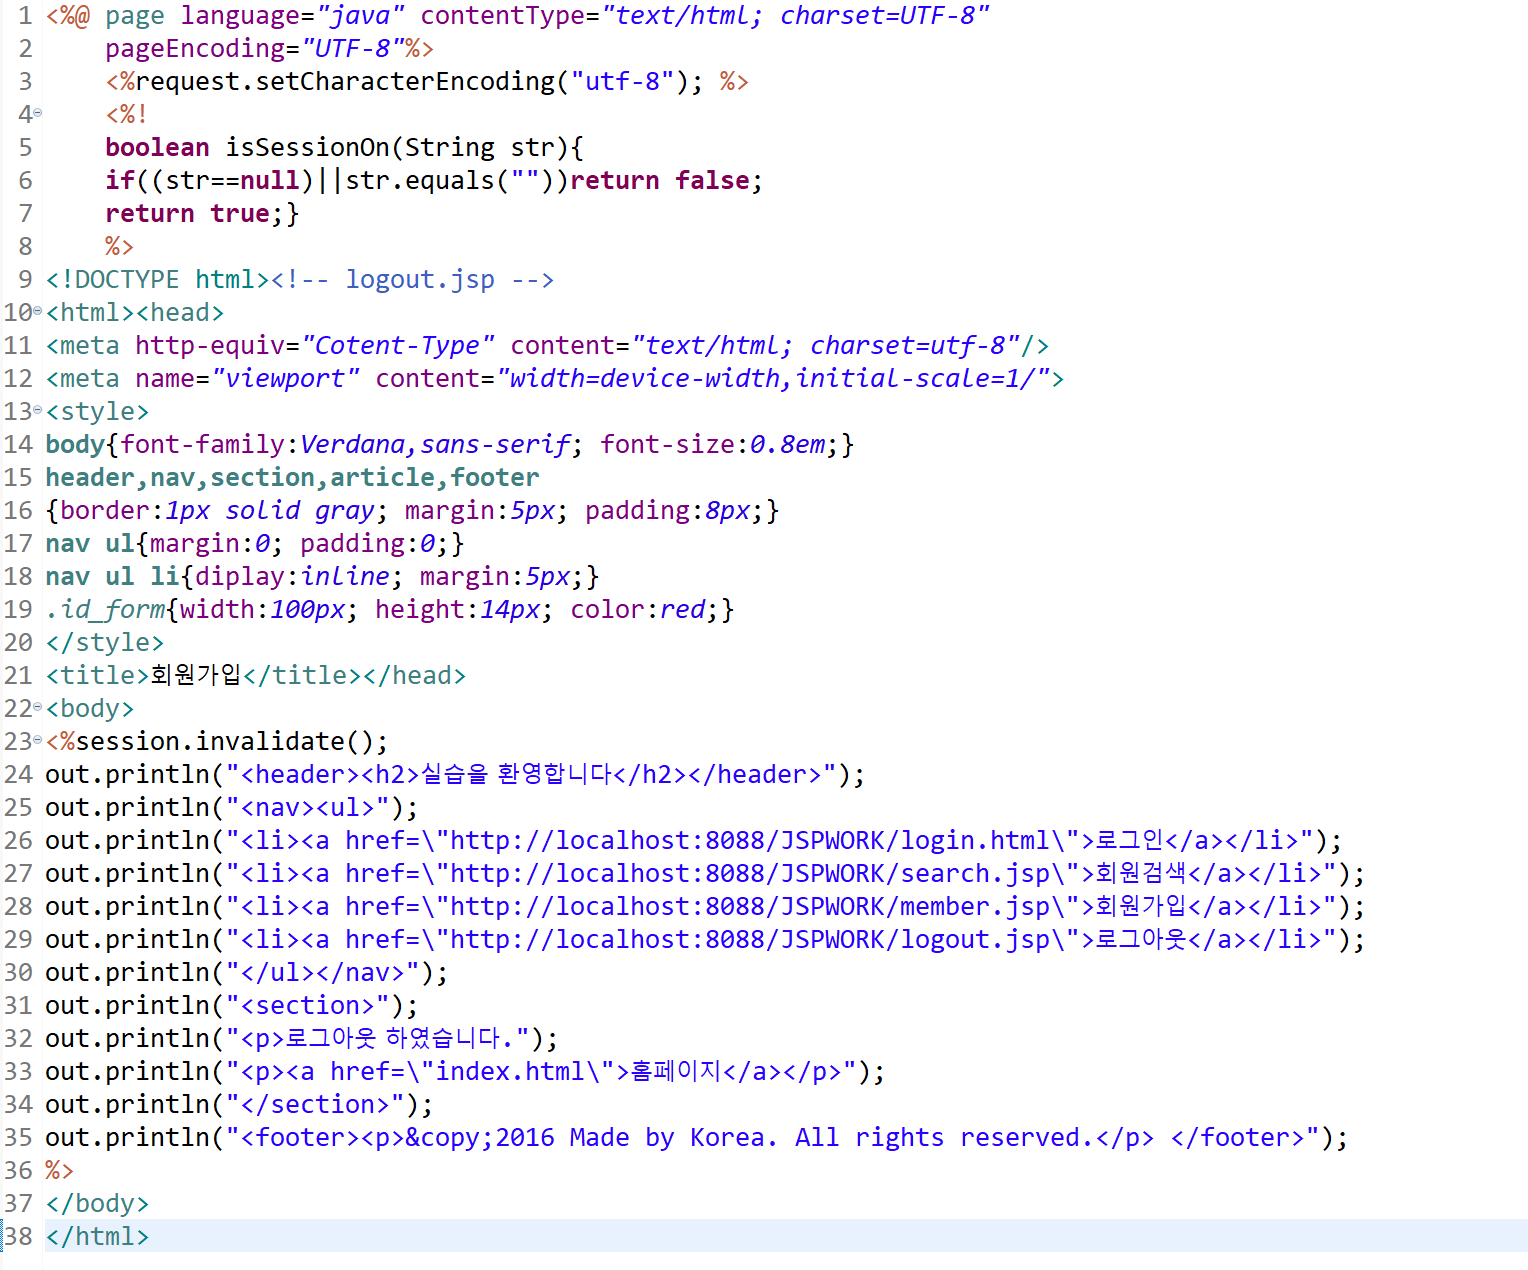 1 <%@ page language="java" contentType="text/html; charset=UTF-8"
2     pageEncoding="UTF-8"%>
3     <%request.setCharacterEncoding("utf-8"); %>
4     <%!
5     boolean isSessionOn(String str){
6     if((str==null)||str.equals(""))return false;
7     return true;}
8     %>
9 <!DOCTYPE html><!-- logout.jsp -->
10 <html><head>
11 <meta http-equiv="Cotent-Type" content="text/html; charset=utf-8"/>
12 <meta name="viewport" content="width=device-width,initial-scale=1/">
13 <style>
14 body{font-family:Verdana,sans-serif; font-size:0.8em;}
15 header,nav,section,article,footer
16 {border:1px solid gray; margin:5px; padding:8px;}
17 nav ul{margin:0; padding:0;}
18 nav ul li{diplay:inline; margin:5px;}
19 .id_form{width:100px; height:14px; color:red;}
20 </style>
21 <title>회원가입</title></head>
22 <body>
23 <%session.invalidate();
24 out.println("<header><h2>실습을 환영합니다</h2></header>");
25 out.println("<nav><ul>");
26 out.println("<li><a href=\"http://localhost:8088/JSPWORK/login.html\">로그인</a></li>");
27 out.println("<li><a href=\"http://localhost:8088/JSPWORK/search.jsp\">회원검색</a></li>");
28 out.println("<li><a href=\"http://localhost:8088/JSPWORK/member.jsp\">회원가입</a></li>");
29 out.println("<li><a href=\"http://localhost:8088/JSPWORK/logout.jsp\">로그아웃</a></li>");
30 out.println("</ul></nav>");
31 out.println("<section>");
32 out.println("<p>로그아웃 하였습니다.");
33 out.println("<p><a href=\"index.html\">홈페이지</a></p>");
34 out.println("</section>");
35 out.println("<footer><p>&copy;2016 Made by Korea. All rights reserved.</p> </footer>");
36 %>
37 </body>
38 </html>